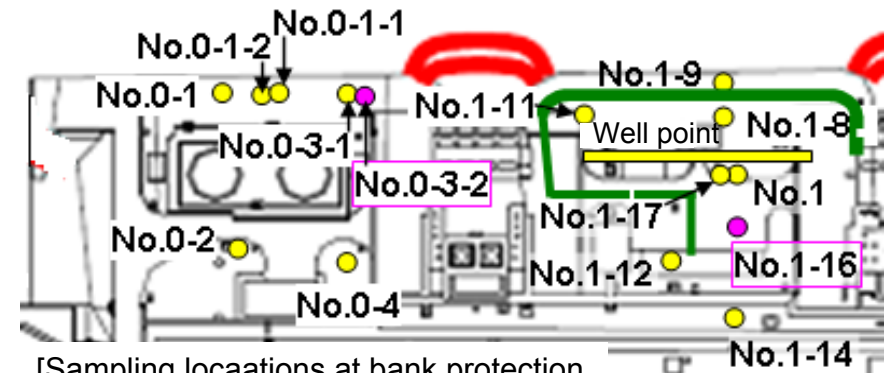 No.0-1-1
No.0-1-2
No.0-1
No.1-9
No.1-11
Well point
No.1-8
No.0-3-1
No.0-3-2
No.1
No.1-17
No.0-2
No.1-12
No.1-16
No.0-4
No.1-14
[Sampling locaations at bank protection